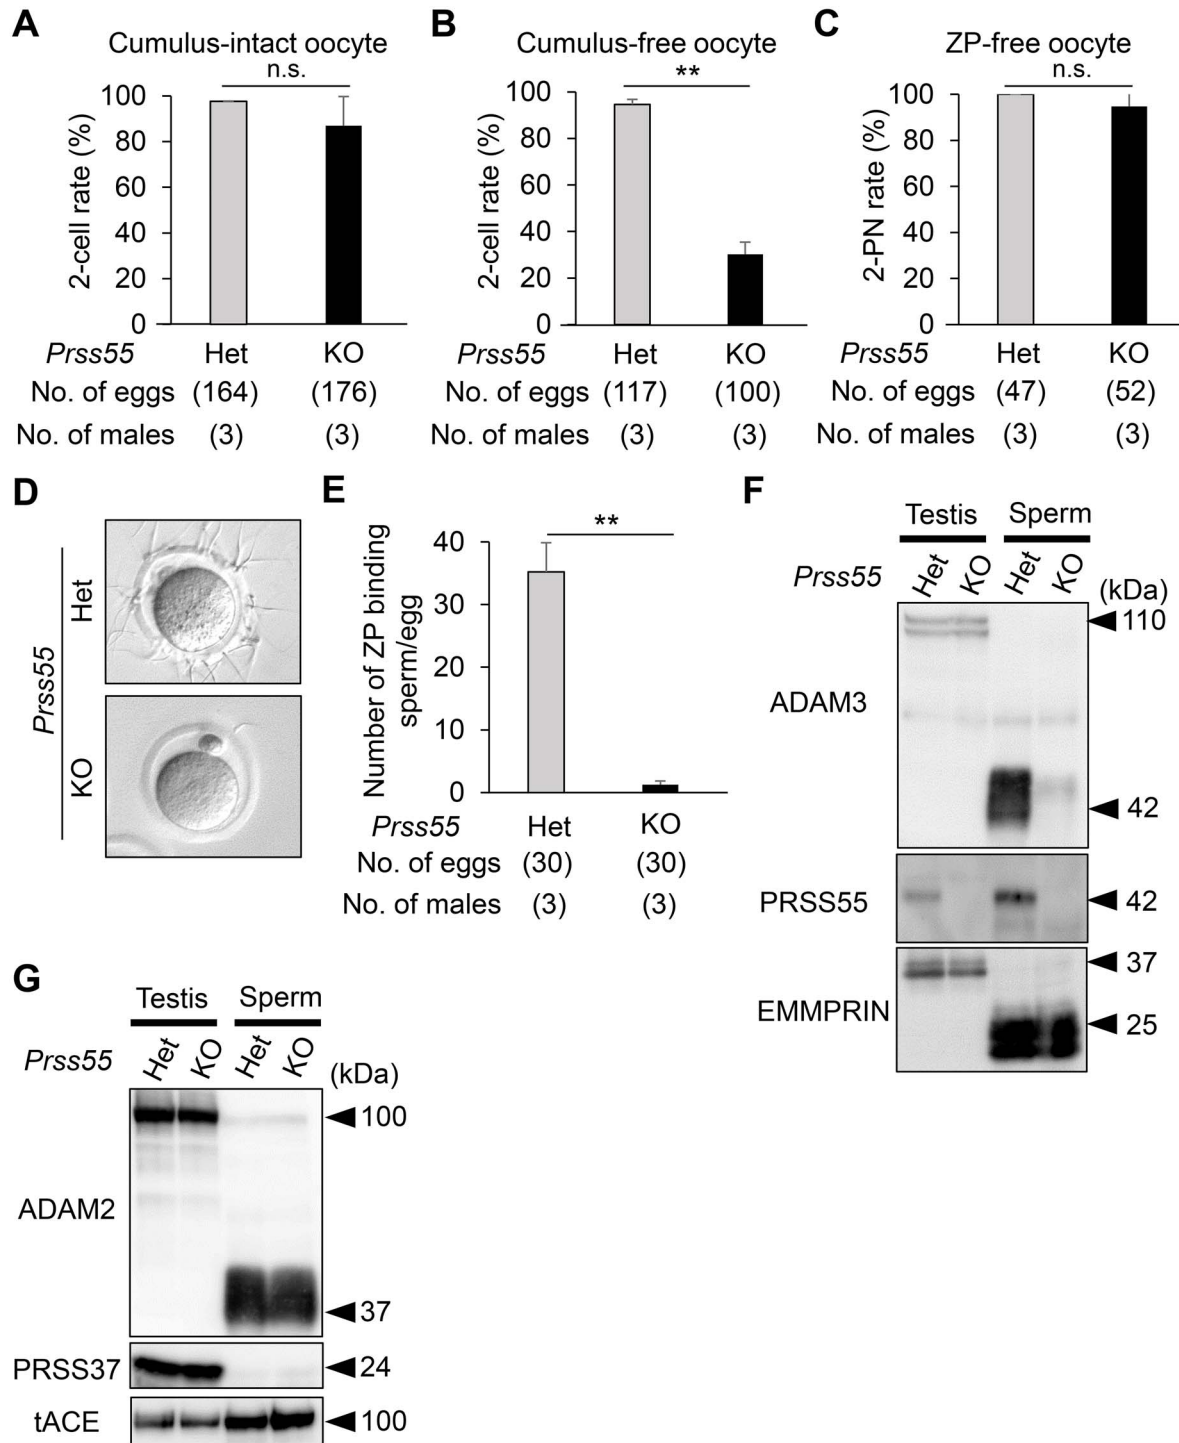 A
Cumulus-intact oocyte
n.s.
2-cell rate (%)
100
80
60
40
20
0
Prss55 Het KO
No. of eggs (164) (176)
No. of males (3) (3)
B
Cumulus-free oocyte
**
2-cell rate (%)
100
80
60
40
20
0
Prss55 Het KO
No. of eggs (117) (100)
No. of males (3) (3)
C
ZP-free oocyte
n.s.
2-PN rate (%)
100
80
60
40
20
0
Prss55 Het KO
No. of eggs (47) (52)
No. of males (3) (3)
D
Prss55
Het
KO
E
**
Number of ZP binding
sperm/egg
40
30
20
10
0
Prss55 Het KO
No. of eggs (30) (30)
No. of males (3) (3)
F
Testis Sperm
Prss55 Het KO Het KO (kDa)
110
ADAM3
42
PRSS55 42
37
EMMPRIN 25
G
Testis Sperm
Prss55 Het KO Het KO (kDa)
100
ADAM2
37
PRSS37 24
tACE 100